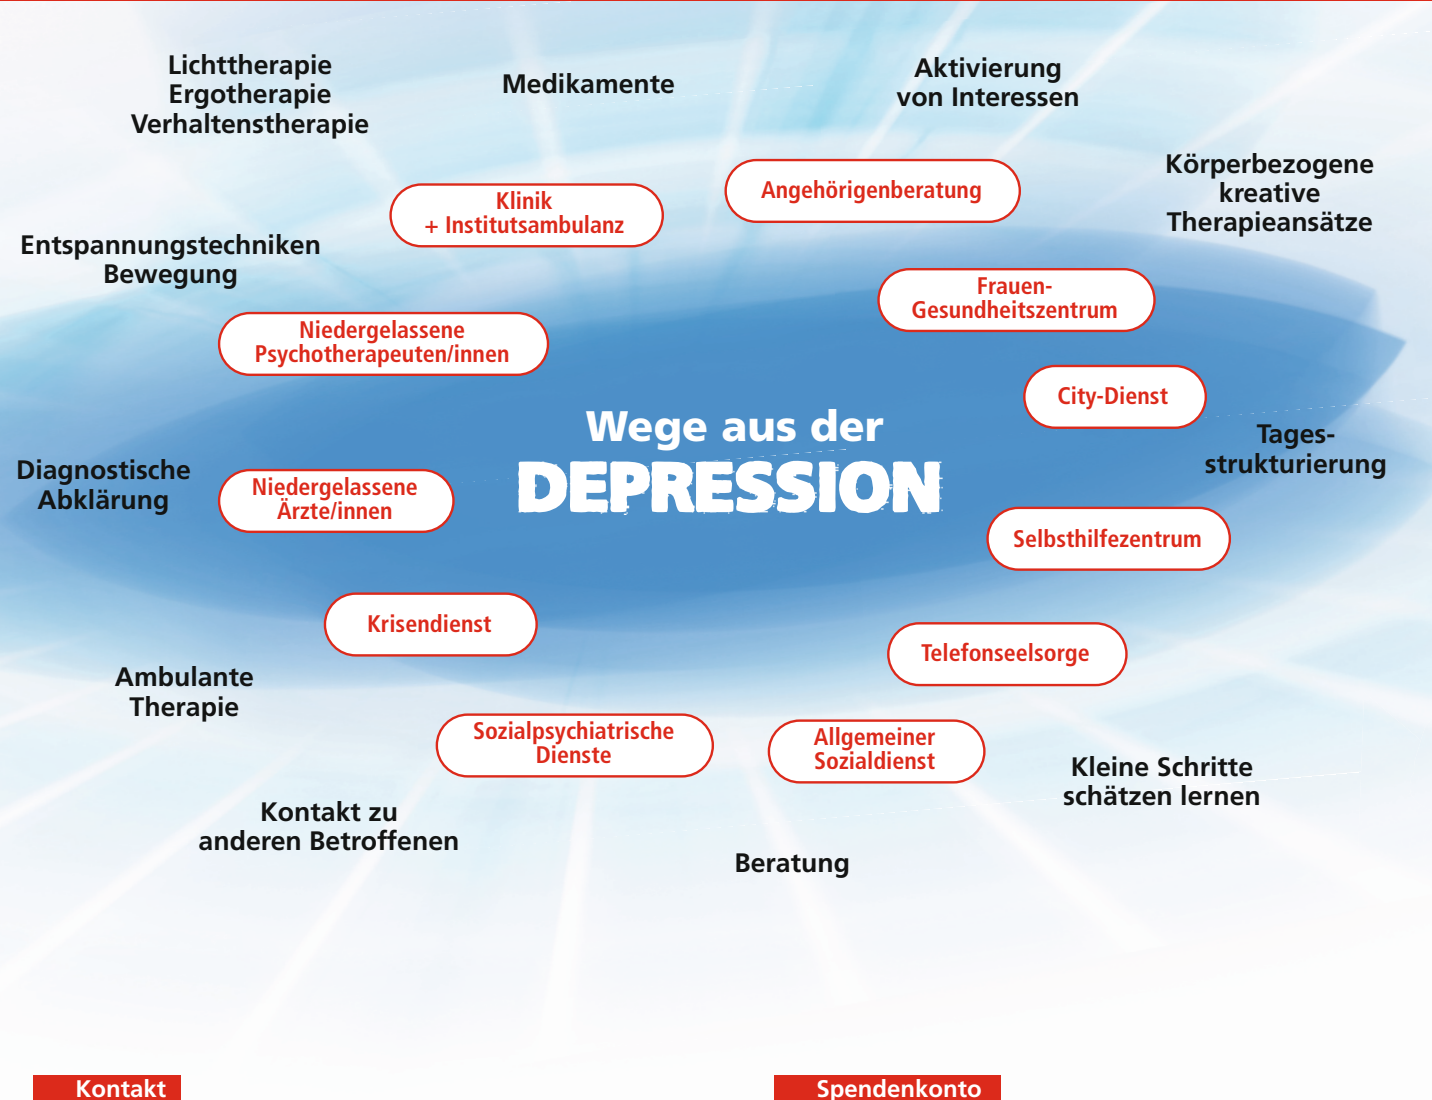 Lichttherapie
Ergotherapie
Verhaltenstherapie
Medikamente
Aktivierung
von Interessen
Körperbezogene
kreative
Therapieansätze
Klinik
+ Institutsambulanz
Angehörigenberatung
Entspannungstechniken
Bewegung
Frauen-
Gesundheitszentrum
Niedergelassene
Psychotherapeuten/innen
City-Dienst
Wege aus der
DEPRESSION
Tages-
strukturierung
Diagnostische
Abklärung
Niedergelassene
Ärzte/innen
Selbsthilfezentrum
Krisendienst
Telefonseelsorge
Ambulante
Therapie
Sozialpsychiatrische
Dienste
Allgemeiner
Sozialdienst
Kleine Schritte
schätzen lernen
Kontakt zu
anderen Betroffenen
Beratung
Kontakt
Spendenkonto